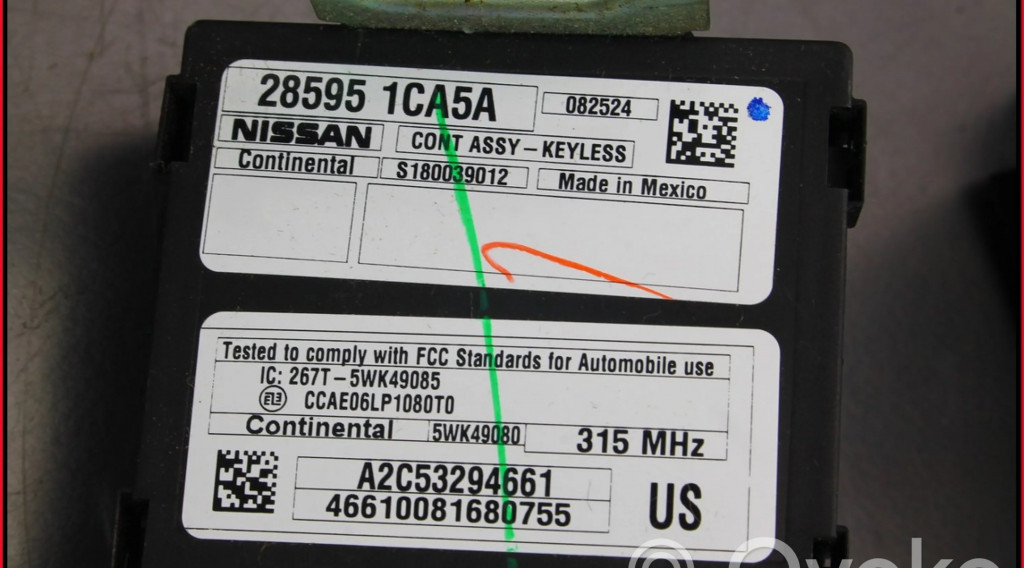 28595 1CA5A 082524
NISSAN CONT ASSY-KEYLESS
Continental S180039012 Made in Mexico
Tested to comply with FCC Standards for Automobile use
IC: 267T-5WK49085
CCAE06LP1080T0
Continental 5WK49080 315 MHz
A2C53294661
46610081680755 US